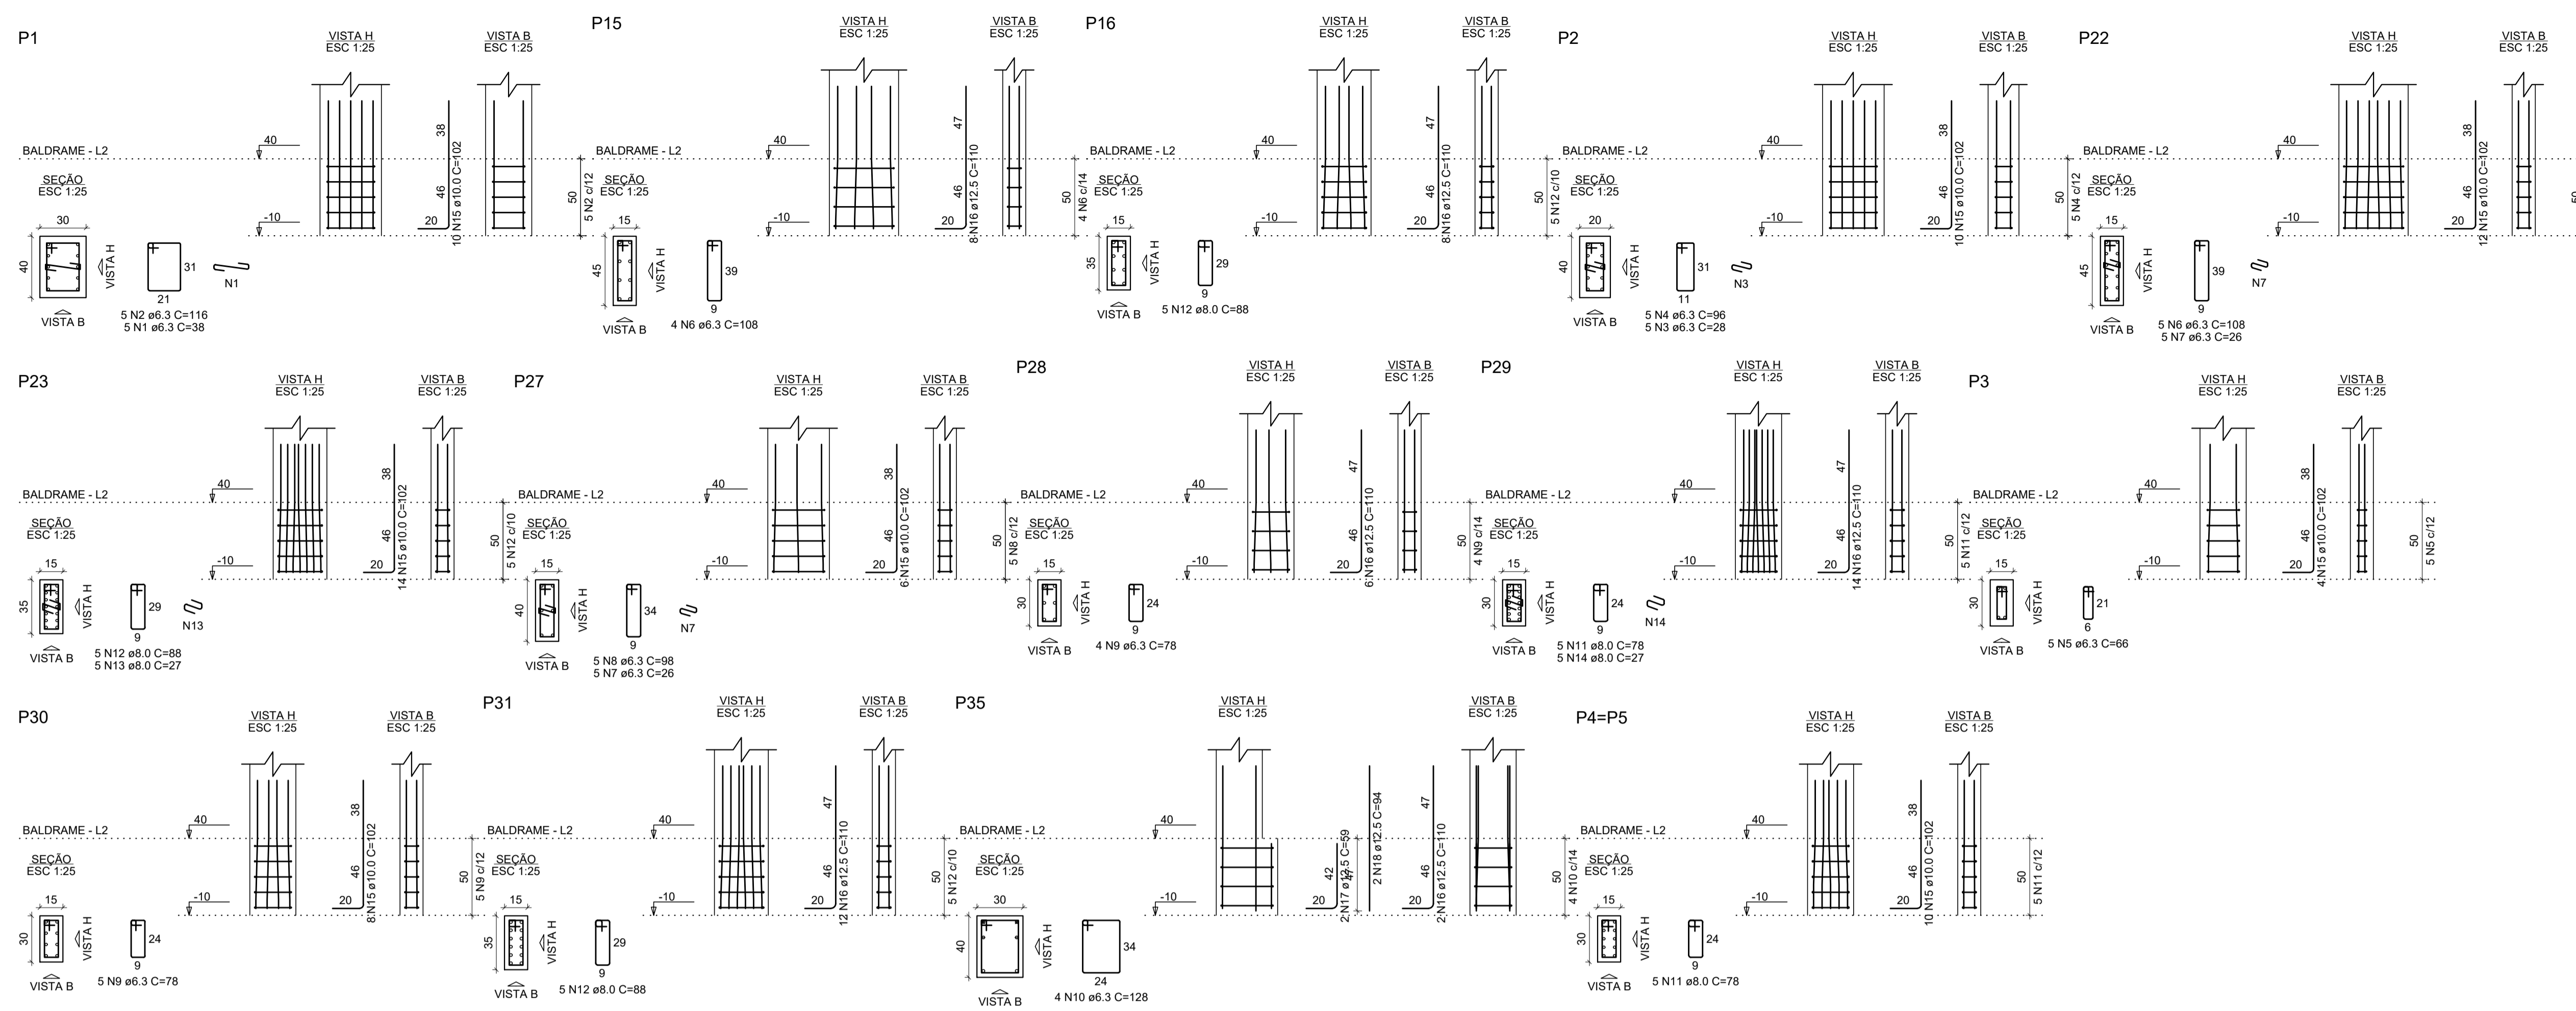 P1
VISTA H
ESC 1:25
VISTA B
ESC 1:25
BALDRAME - L2
40
-10
SEÇÃO
ESC 1:25
30
40
VISTA H
VISTA B
31
21
N1
5 N2 ø6.3 C=116
5 N1 ø6.3 C=38
38
46
20
10 N15 ø10.0 C=102
50
5 N2 c/12
P15
VISTA H
ESC 1:25
VISTA B
ESC 1:25
BALDRAME - L2
40
-10
SEÇÃO
ESC 1:25
15
45
VISTA H
VISTA B
39
9
4 N6 ø6.3 C=108
47
46
20
8 N16 ø12.5 C=110
50
4 N6 c/14
P16
VISTA H
ESC 1:25
VISTA B
ESC 1:25
BALDRAME - L2
40
-10
SEÇÃO
ESC 1:25
15
35
VISTA H
VISTA B
29
9
5 N12 ø8.0 C=88
47
46
20
8 N16 ø12.5 C=110
50
5 N12 c/10
P2
VISTA H
ESC 1:25
VISTA B
ESC 1:25
BALDRAME - L2
40
-10
SEÇÃO
ESC 1:25
20
40
VISTA H
VISTA B
31
11
N3
5 N4 ø6.3 C=96
5 N3 ø6.3 C=28
38
46
20
10 N15 ø10.0 C=102
50
5 N4 c/12
P22
VISTA H
ESC 1:25
VISTA B
ESC 1:25
BALDRAME - L2
40
-10
SEÇÃO
ESC 1:25
15
45
VISTA H
VISTA B
39
9
N7
5 N6 ø6.3 C=108
5 N7 ø6.3 C=26
38
46
20
12 N15 ø10.0 C=102
P23
VISTA H
ESC 1:25
VISTA B
ESC 1:25
BALDRAME - L2
40
-10
SEÇÃO
ESC 1:25
15
35
VISTA H
VISTA B
29
9
N13
5 N12 ø8.0 C=88
5 N13 ø8.0 C=27
38
46
20
14 N15 ø10.0 C=102
50
5 N12 c/10
P27
VISTA H
ESC 1:25
VISTA B
ESC 1:25
BALDRAME - L2
40
-10
SEÇÃO
ESC 1:25
15
40
VISTA H
VISTA B
34
9
N7
5 N8 ø6.3 C=98
5 N7 ø6.3 C=26
38
46
20
6 N15 ø10.0 C=102
50
5 N8 c/12
P28
VISTA H
ESC 1:25
VISTA B
ESC 1:25
BALDRAME - L2
40
-10
SEÇÃO
ESC 1:25
15
30
VISTA H
VISTA B
24
9
4 N9 ø6.3 C=78
47
46
20
6 N16 ø12.5 C=110
50
4 N9 c/14
P29
VISTA H
ESC 1:25
VISTA B
ESC 1:25
BALDRAME - L2
40
-10
SEÇÃO
ESC 1:25
15
30
VISTA H
VISTA B
24
9
N14
5 N11 ø8.0 C=78
5 N14 ø8.0 C=27
47
46
20
14 N16 ø12.5 C=110
50
5 N11 c/12
P3
VISTA H
ESC 1:25
VISTA B
ESC 1:25
BALDRAME - L2
40
-10
SEÇÃO
ESC 1:25
15
30
VISTA H
VISTA B
21
6
5 N5 ø6.3 C=66
38
46
20
4 N15 ø10.0 C=102
50
5 N5 c/12
P30
VISTA H
ESC 1:25
VISTA B
ESC 1:25
BALDRAME - L2
40
-10
SEÇÃO
ESC 1:25
15
30
VISTA H
VISTA B
24
9
5 N9 ø6.3 C=78
38
46
20
8 N15 ø10.0 C=102
50
5 N9 c/12
P31
VISTA H
ESC 1:25
VISTA B
ESC 1:25
BALDRAME - L2
40
-10
SEÇÃO
ESC 1:25
15
35
VISTA H
VISTA B
29
9
5 N12 ø8.0 C=88
47
46
20
12 N16 ø12.5 C=110
50
5 N12 c/10
P35
VISTA H
ESC 1:25
VISTA B
ESC 1:25
BALDRAME - L2
40
-10
SEÇÃO
ESC 1:25
30
40
VISTA H
VISTA B
34
24
4 N10 ø6.3 C=128
42
20
2 N17 ø12.5 C=59
2 N18 ø12.5 C=94
47
46
20
2 N16 ø12.5 C=110
50
4 N10 c/14
P4=P5
VISTA H
ESC 1:25
VISTA B
ESC 1:25
BALDRAME - L2
40
-10
SEÇÃO
ESC 1:25
15
30
VISTA H
VISTA B
24
9
5 N11 ø8.0 C=78
38
46
20
10 N15 ø10.0 C=102
50
5 N11 c/12